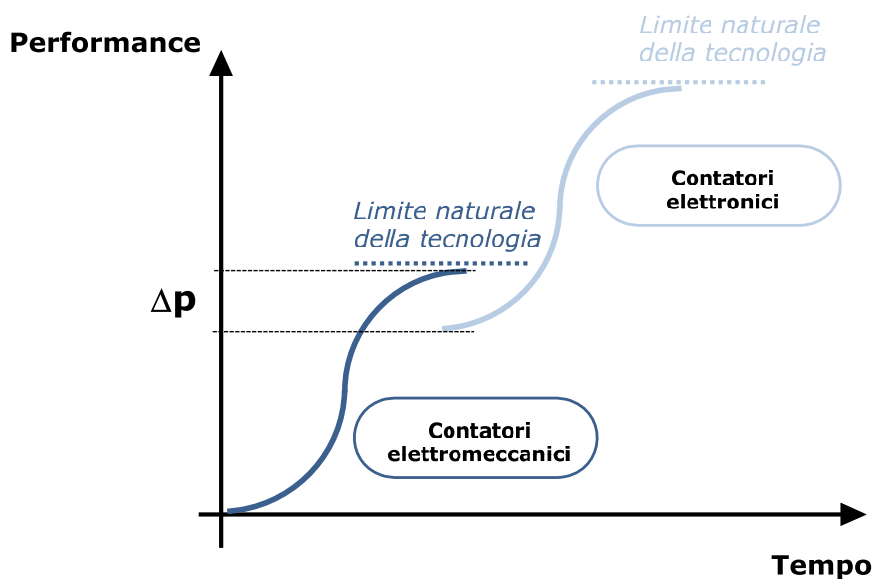 Limite naturale
della tecnologia
Performance
Contatori
elettronici
Limite naturale
della tecnologia
Δp
Contatori
elettromeccanici
Tempo